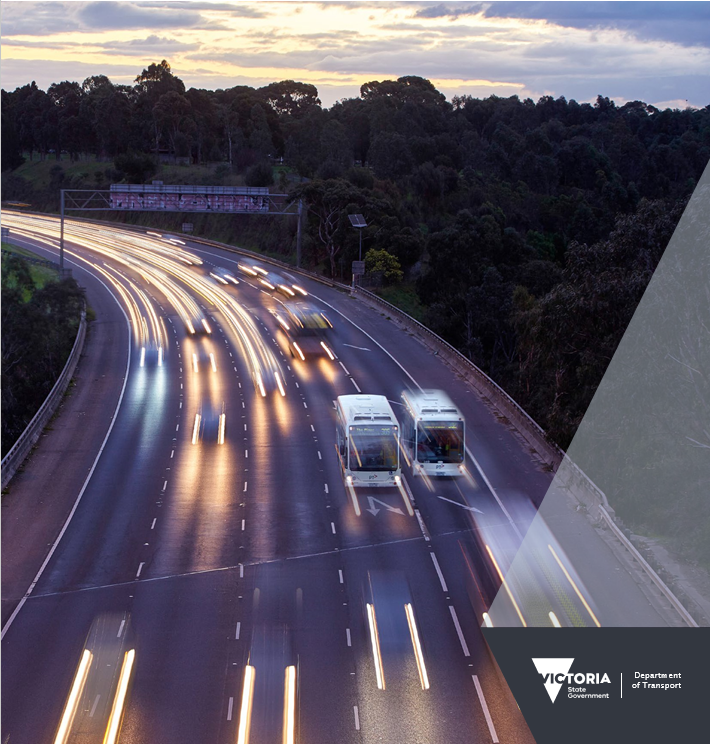 VICTORIA
State
Government
Department
of Transport